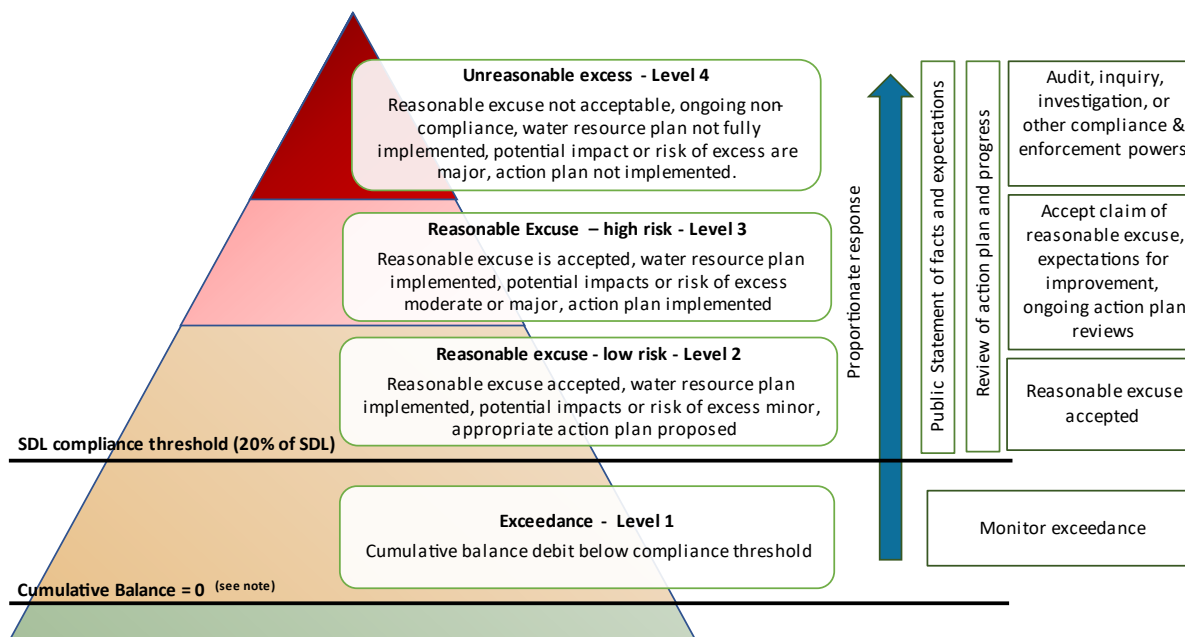 Unreasonable excess - Level 4
Reasonable excuse not acceptable, ongoing non-
compliance, water resource plan not fully
implemented, potential impact or risk of excess are
major, action plan not implemented.
Reasonable Excuse – high risk - Level 3
Reasonable excuse is accepted, water resource plan
implemented, potential impacts or risk of excess
moderate or major, action plan implemented
Reasonable excuse - low risk - Level 2
Reasonable excuse accepted, water resource plan
implemented, potential impacts or risk of excess minor,
appropriate action plan proposed
SDL compliance threshold (20% of SDL)
Exceedance - Level 1
Cumulative balance debit below compliance threshold
Cumulative Balance = 0 (see note)
Proportionate response
Public Statement of facts and expectations
Review of action plan and progress
Audit, inquiry,
investigation, or
other compliance &
enforcement powers
Accept claim of
reasonable excuse,
expectations for
improvement,
ongoing action plan
reviews
Reasonable excuse
accepted
Monitor exceedance